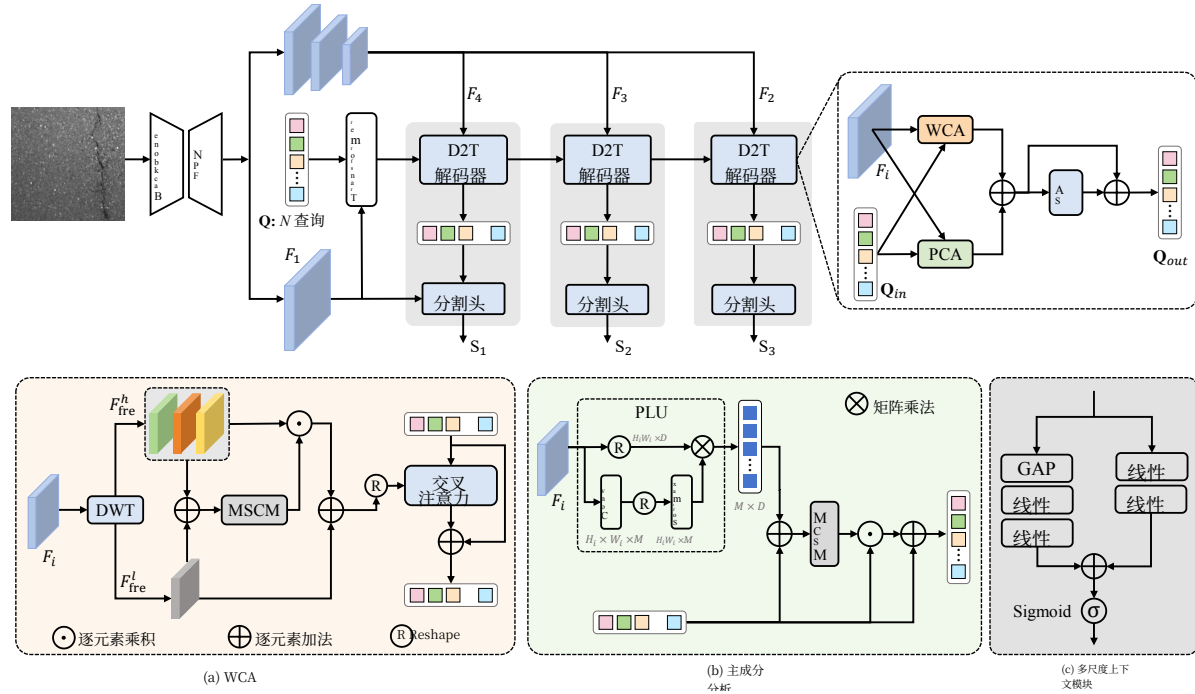 F4
F3
F2
Backbone
NPF
Transformer
D2T
解码器
D2T
解码器
D2T
解码器
Q: N 查询
F1
分割头
分割头
分割头
S1
S2
S3
Fi
WCA
PCA
SA
Qin
Qout
F^h_fre
DWT
MSCM
Fi
F^l_fre
R
交叉
注意力
逐元素乘积
逐元素加法
R Reshape
(a) WCA
PLU
矩阵乘法
Fi
R
HiWi×D
Conv
R
Softmax
Hi × Wi × M
HiWi×M
M × D
MSCM
(b) 主成分
分析
GAP
线性
线性
线性
线性
Sigmoid
σ
(c) 多尺度上下
文模块